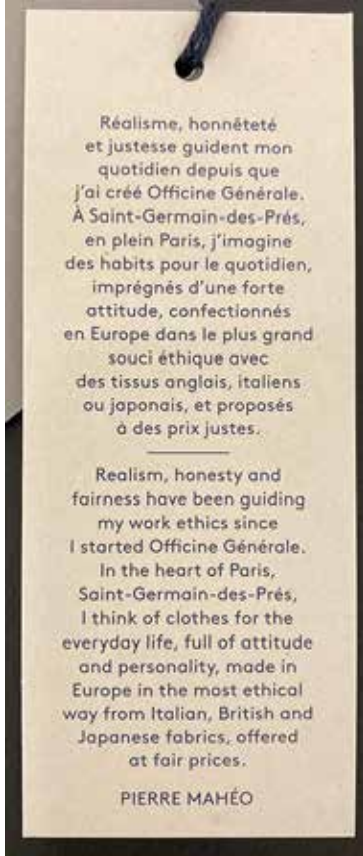 Réalisme, honnêteté
et justesse guident mon
quotidien depuis que
j'ai créé Officine Générale.
À Saint-Germain-des-Prés,
en plein Paris, j'imagine
des habits pour le quotidien,
imprégnés d'une forte
attitude, confectionnés
en Europe dans le plus grand
souci éthique avec
des tissus anglais, italiens
ou japonais, et proposés
à des prix justes.
Realism, honesty and
fairness have been guiding
my work ethics since
I started Officine Générale.
In the heart of Paris,
Saint-Germain-des-Prés,
I think of clothes for the
everyday life, full of attitude
and personality, made in
Europe in the most ethical
way from Italian, British and
Japanese fabrics, offered
at fair prices.
PIERRE MAHÉO